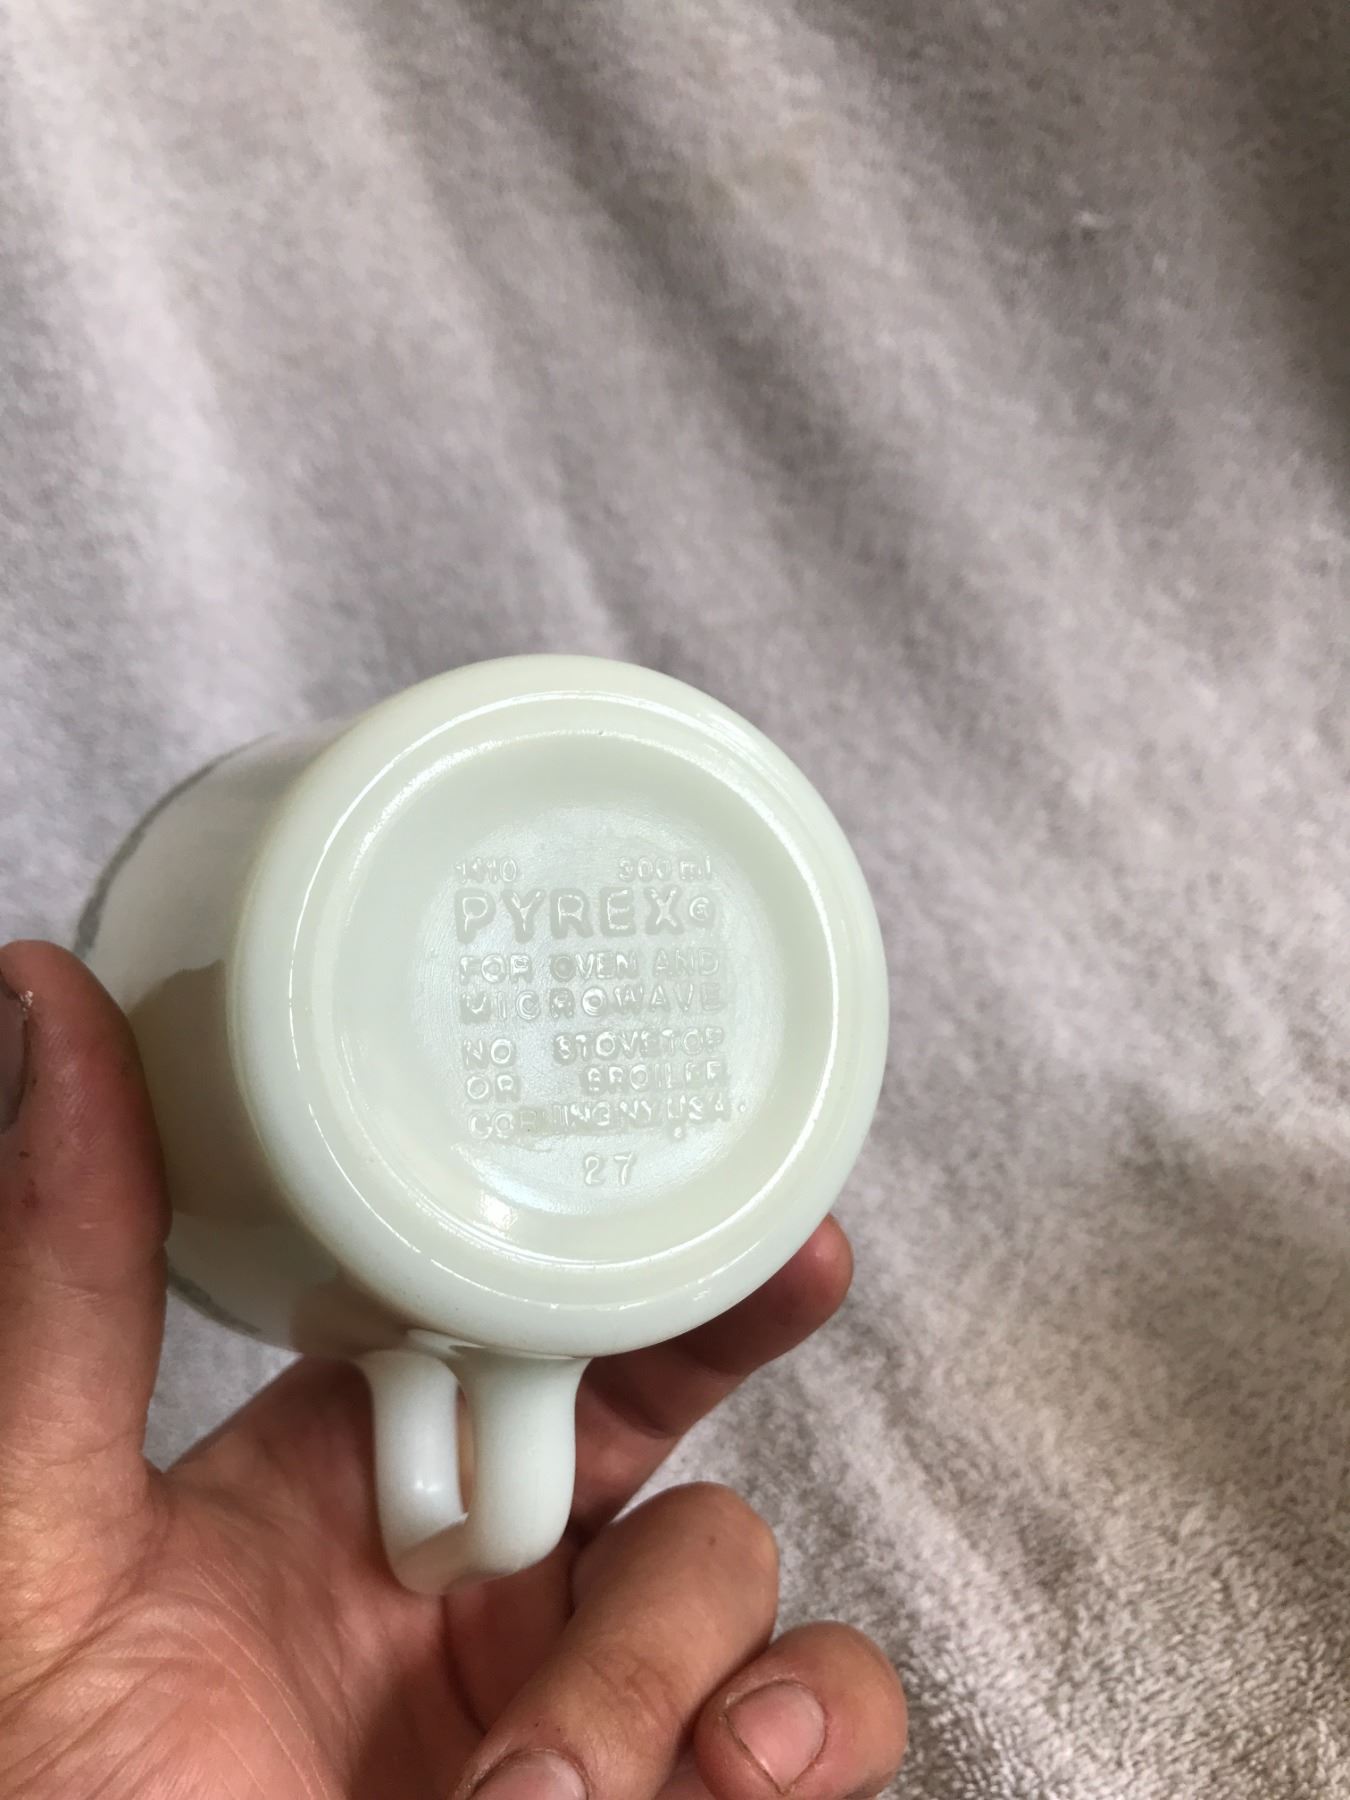 1410 300 ml
PYREX®
FOR OVEN AND
MICROWAVE
NO STOVETOP
OR BROILER
CORNING NY USA
27